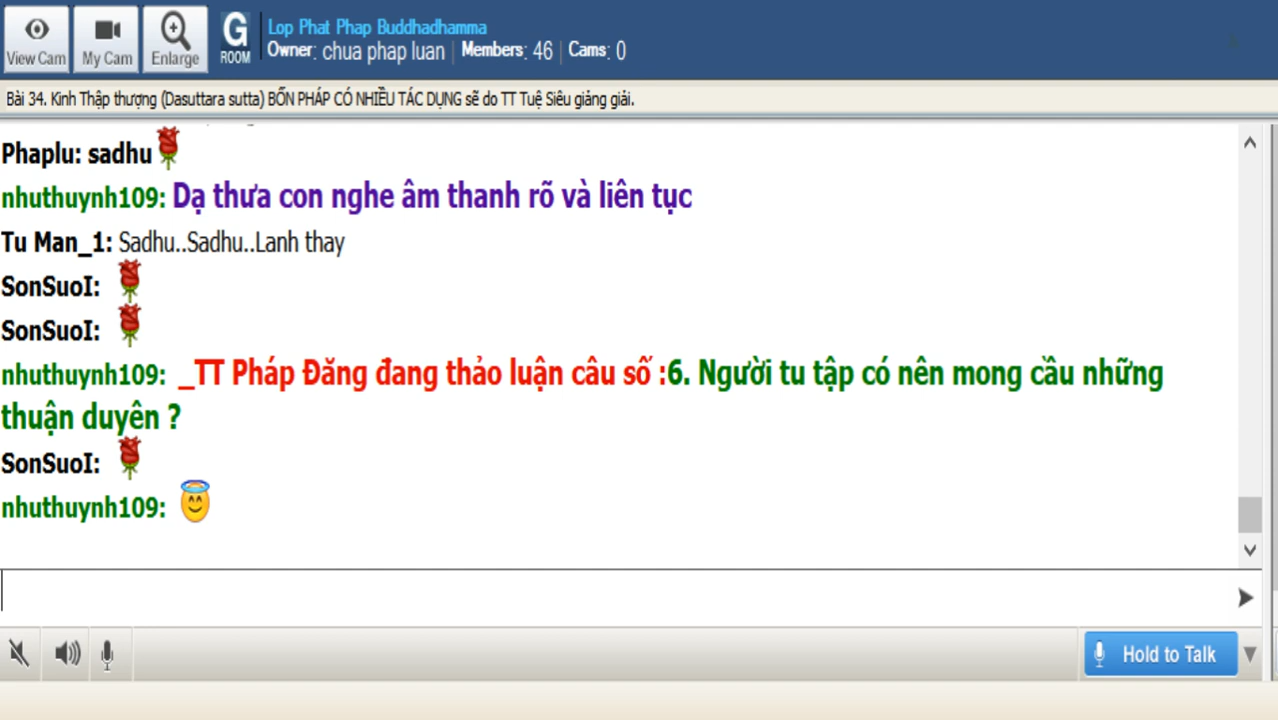 View Cam
My Cam
Enlarge
G
ROOM
Lop Phat Phap Buddhadhamma
Owner: chua phap luan | Members: 46 | Cams: 0
Bài 34. Kinh Thập thượng (Dasuttara sutta) BỐN PHÁP CÓ NHIỀU TÁC DỤNG sẽ do TT Tuệ Siêu giảng giải.
Phaplu: sadhu
nhuthuynh109: Dạ thưa con nghe âm thanh rõ và liên tục
Tu Man_1: Sadhu..Sadhu..Lanh thay
SonSuoI:
SonSuoI:
nhuthuynh109: _TT Pháp Đăng đang thảo luận câu số :6. Người tu tập có nên mong cầu những
thuận duyên ?
SonSuoI:
nhuthuynh109:
Hold to Talk